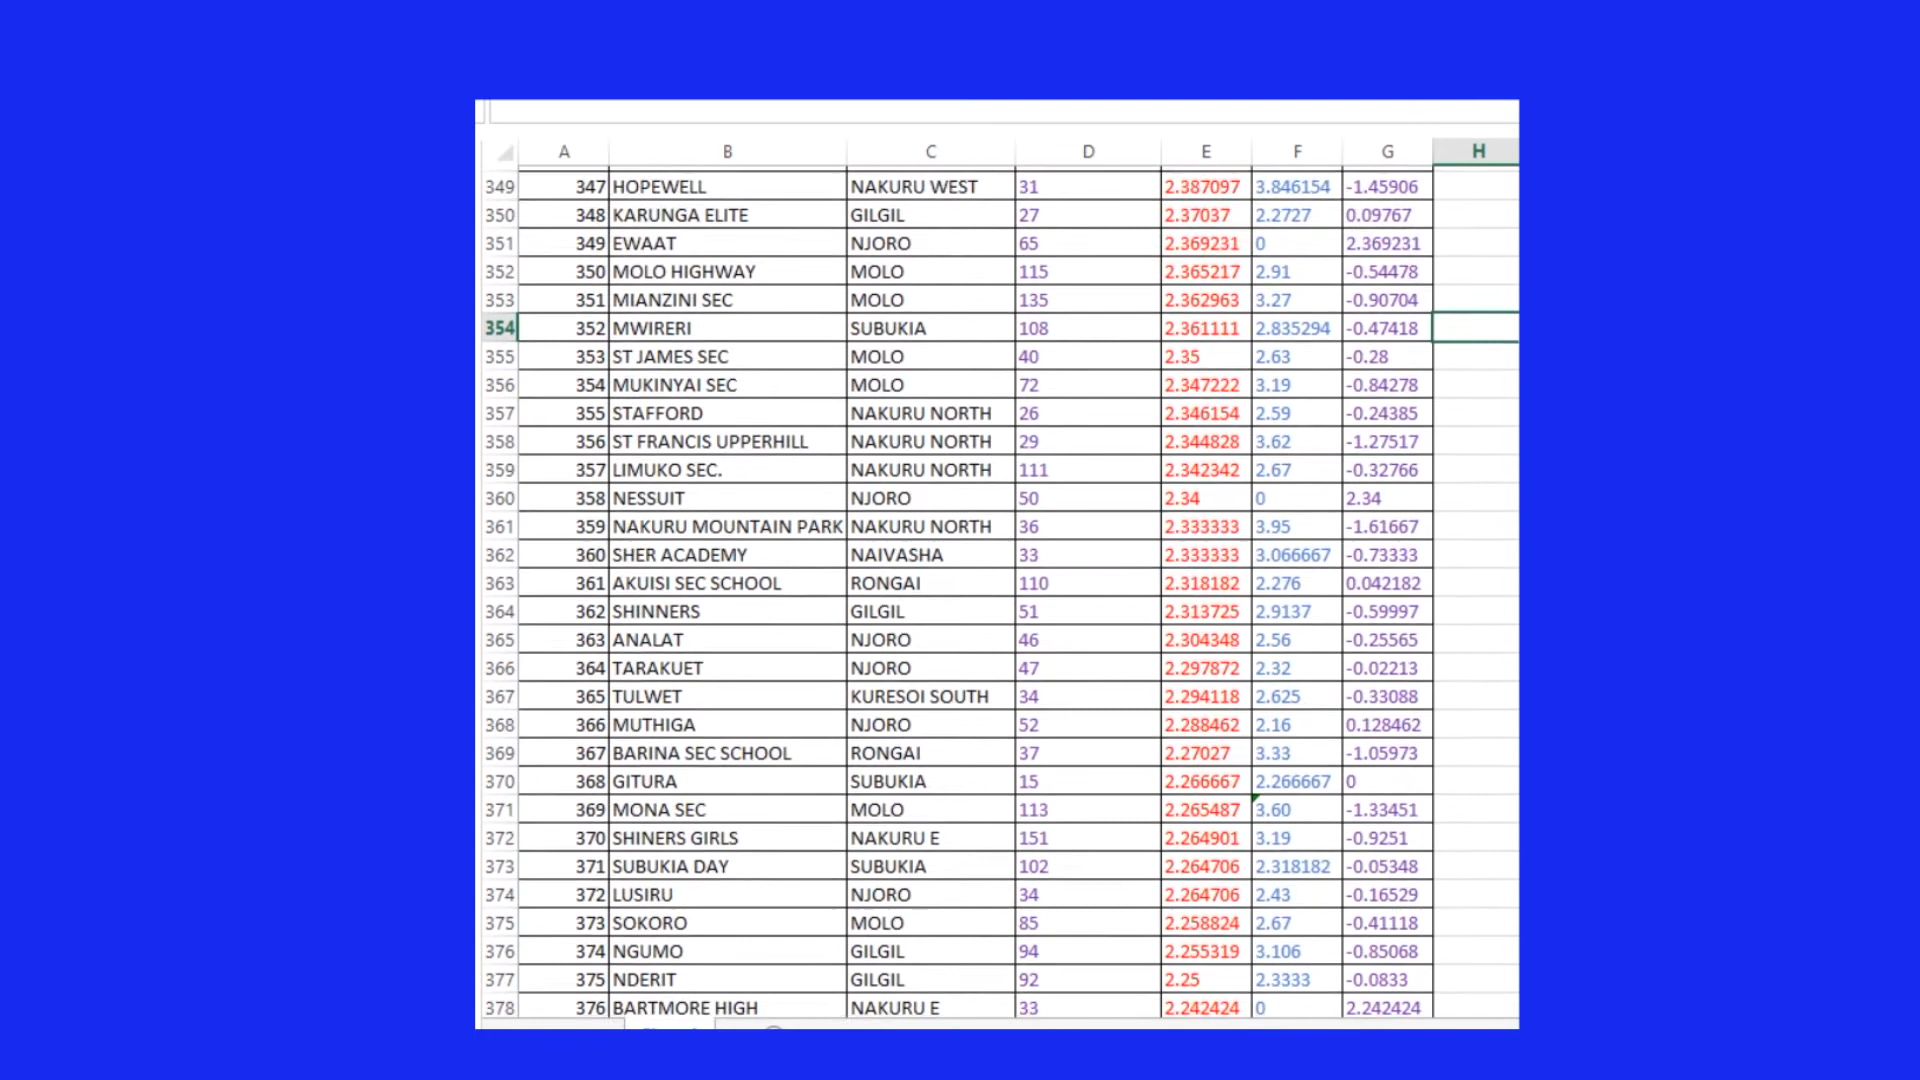 A B C D E F G H
349 347 HOPEWELL NAKURU WEST 31 2.387097 3.846154 -1.45906
350 348 KARUNGA ELITE GILGIL 27 2.37037 2.2727 0.09767
351 349 EWAAT NJORO 65 2.369231 0 2.369231
352 350 MOLO HIGHWAY MOLO 115 2.365217 2.91 -0.54478
353 351 MIANZINI SEC MOLO 135 2.362963 3.27 -0.90704
354 352 MWIRERI SUBUKIA 108 2.361111 2.835294 -0.47418
355 353 ST JAMES SEC MOLO 40 2.35 2.63 -0.28
356 354 MUKINYAI SEC MOLO 72 2.347222 3.19 -0.84278
357 355 STAFFORD NAKURU NORTH 26 2.346154 2.59 -0.24385
358 356 ST FRANCIS UPPERHILL NAKURU NORTH 29 2.344828 3.62 -1.27517
359 357 LIMUKO SEC. NAKURU NORTH 111 2.342342 2.67 -0.32766
360 358 NESSUIT NJORO 50 2.34 0 2.34
361 359 NAKURU MOUNTAIN PARK NAKURU NORTH 36 2.333333 3.95 -1.61667
362 360 SHER ACADEMY NAIVASHA 33 2.333333 3.066667 -0.73333
363 361 AKUISI SEC SCHOOL RONGAI 110 2.318182 2.276 0.042182
364 362 SHINNERS GILGIL 51 2.313725 2.9137 -0.59997
365 363 ANALAT NJORO 46 2.304348 2.56 -0.25565
366 364 TARAKUET NJORO 47 2.297872 2.32 -0.02213
367 365 TULWET KURESOI SOUTH 34 2.294118 2.625 -0.33088
368 366 MUTHIGA NJORO 52 2.288462 2.16 0.128462
369 367 BARINA SEC SCHOOL RONGAI 37 2.27027 3.33 -1.05973
370 368 GITURA SUBUKIA 15 2.266667 2.266667 0
371 369 MONA SEC MOLO 113 2.265487 3.60 -1.33451
372 370 SHINERS GIRLS NAKURU E 151 2.264901 3.19 -0.9251
373 371 SUBUKIA DAY SUBUKIA 102 2.264706 2.318182 -0.05348
374 372 LUSIRU NJORO 34 2.264706 2.43 -0.16529
375 373 SOKORO MOLO 85 2.258824 2.67 -0.41118
376 374 NGUMO GILGIL 94 2.255319 3.106 -0.85068
377 375 NDERIT GILGIL 92 2.25 2.3333 -0.0833
378 376 BARTMORE HIGH NAKURU E 33 2.242424 0 2.242424